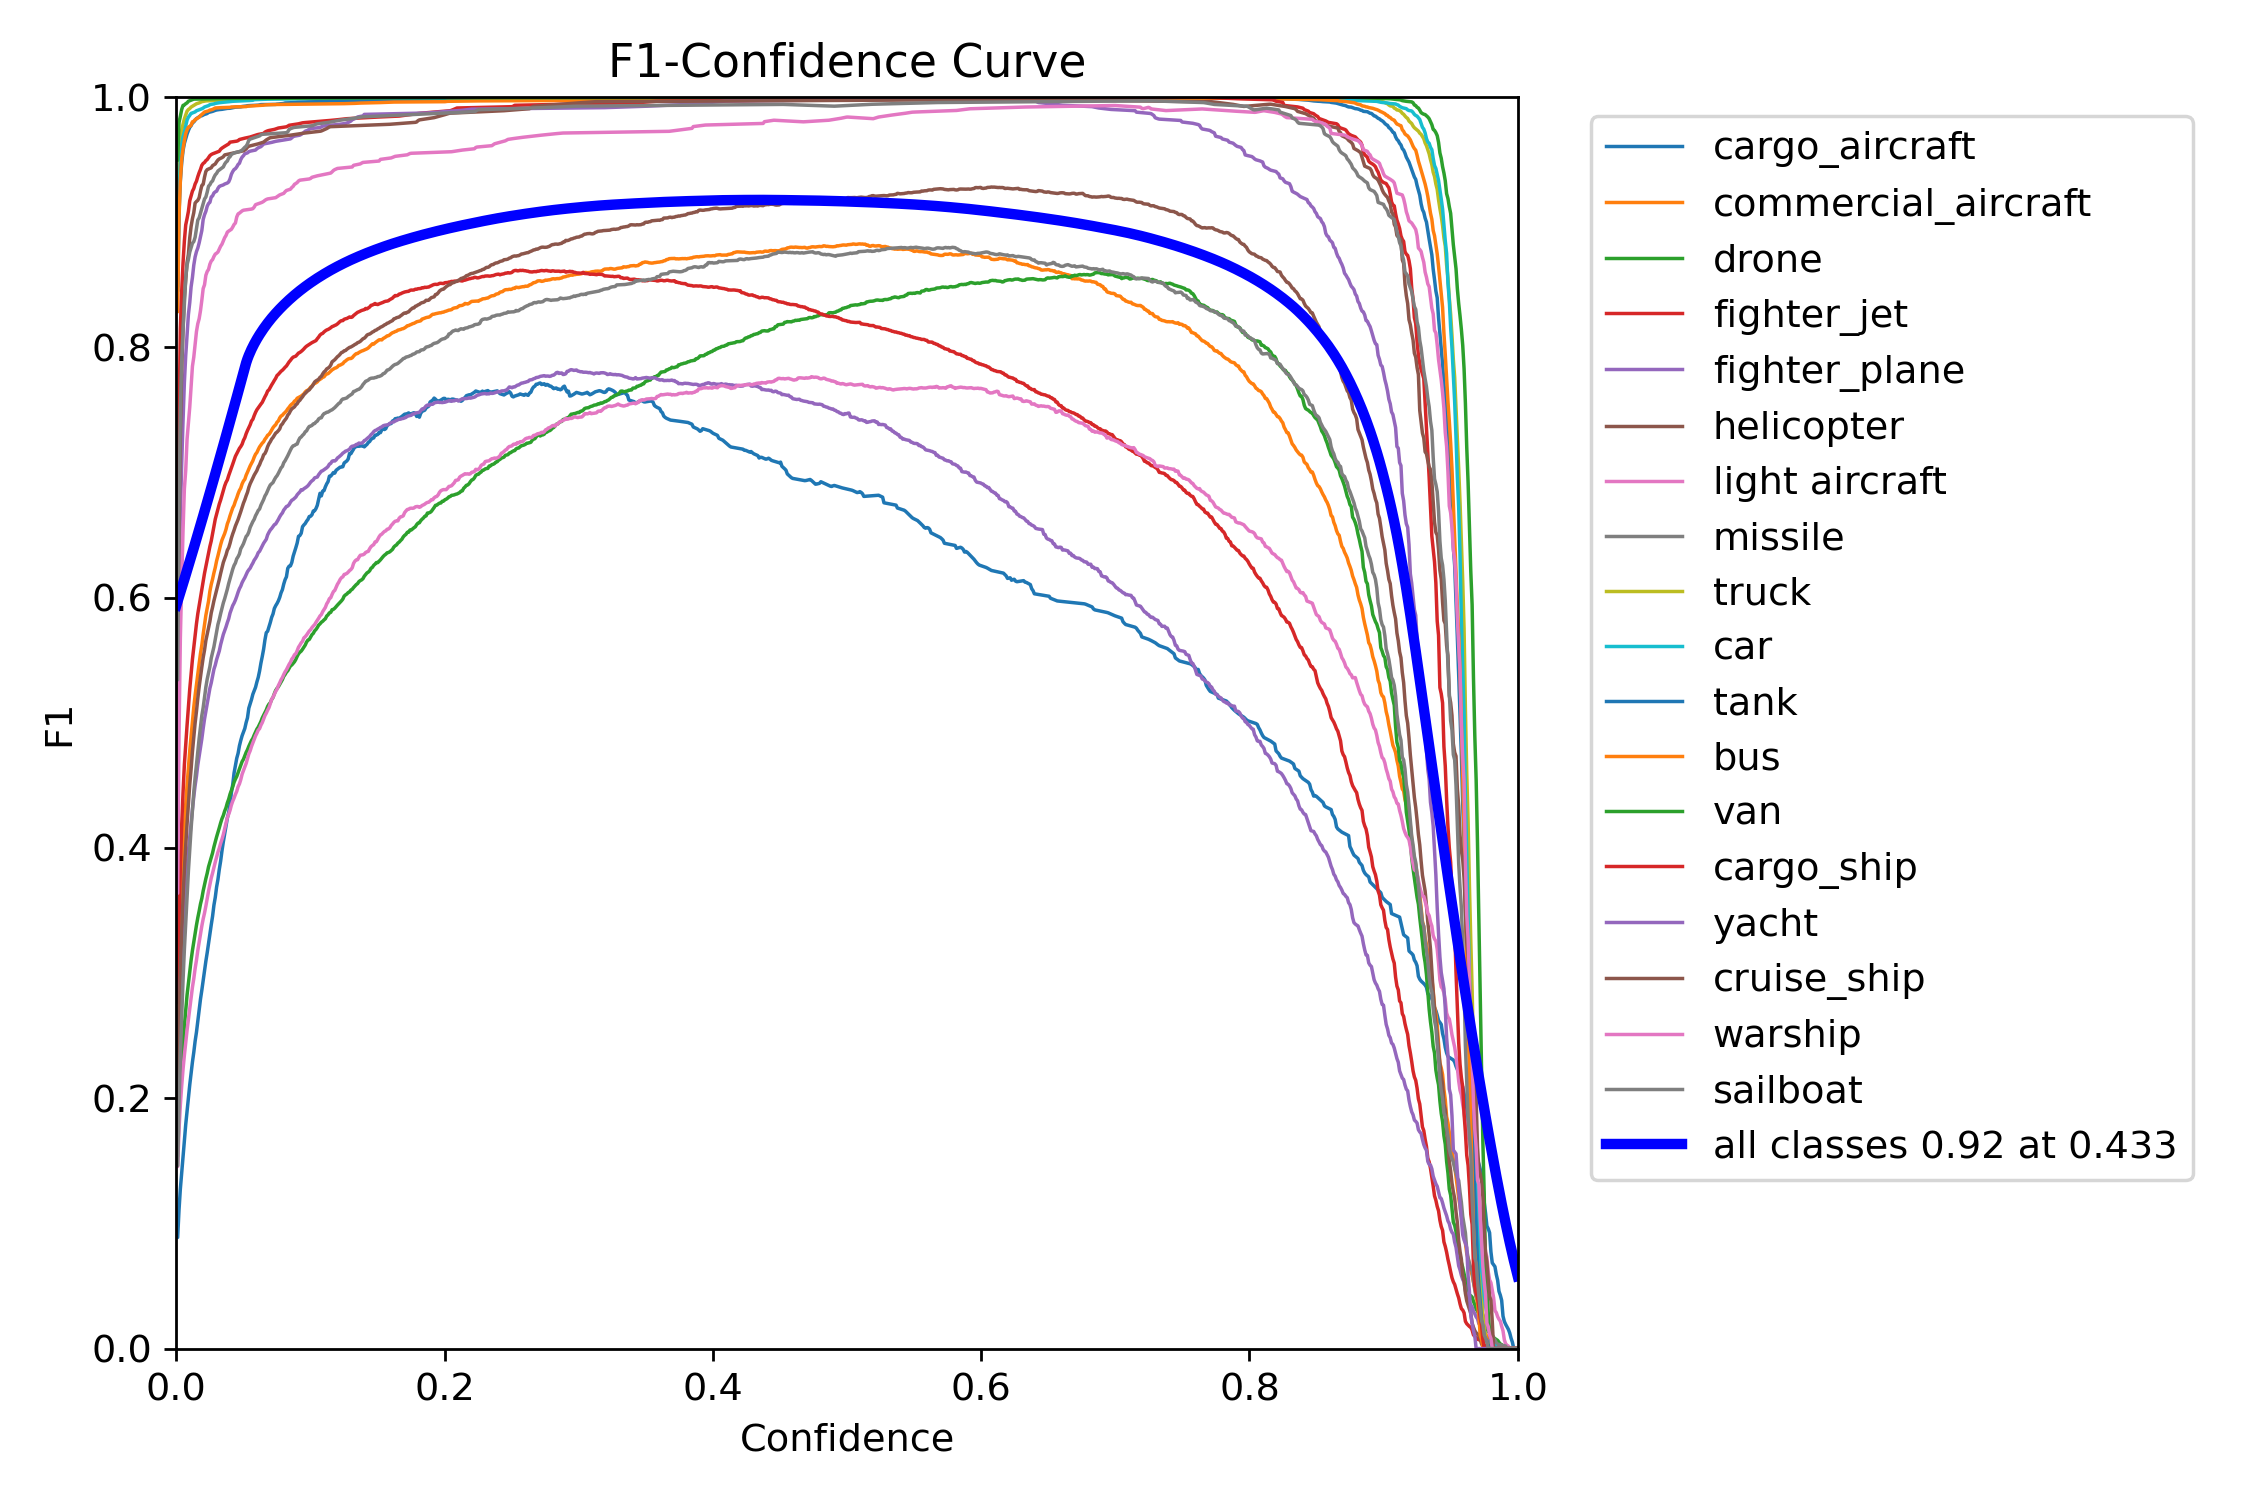 F1-Confidence Curve
1.0
0.8
0.6
0.4
0.2
0.0
F1
0.0 0.2 0.4 0.6 0.8 1.0
Confidence
cargo_aircraft
commercial_aircraft
drone
fighter_jet
fighter_plane
helicopter
light aircraft
missile
truck
car
tank
bus
van
cargo_ship
yacht
cruise_ship
warship
sailboat
all classes 0.92 at 0.433